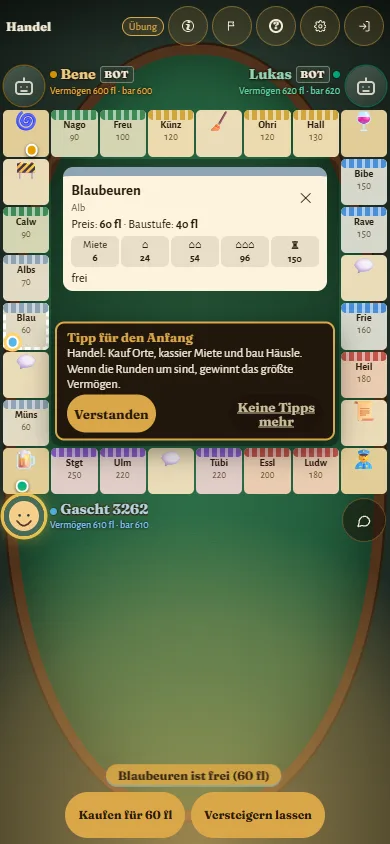 Handel
Übung
Bene BOT
Vermögen 600 fl · bar 600
Lukas BOT
Vermögen 620 fl · bar 620
Nago
90
Freu
100
Künz
120
Ohri
120
Hall
130
Bibe
150
Calw
90
Rave
150
Albs
70
Blau
60
Frie
160
Heil
180
Müns
60
Stgt
250
Ulm
220
Tübi
220
Essl
200
Ludw
180
Blaubeuren
Alb
Preis: 60 fl · Baustufe: 40 fl
Miete
6
24
54
96
150
frei
Tipp für den Anfang
Handel: Kauf Orte, kassier Miete und bau Häusle.
Wenn die Runden um sind, gewinnt das größte
Vermögen.
Verstanden
Keine Tipps
mehr
Gascht 3262
Vermögen 610 fl · bar 610
Blaubeuren ist frei (60 fl)
Kaufen für 60 fl
Versteigern lassen